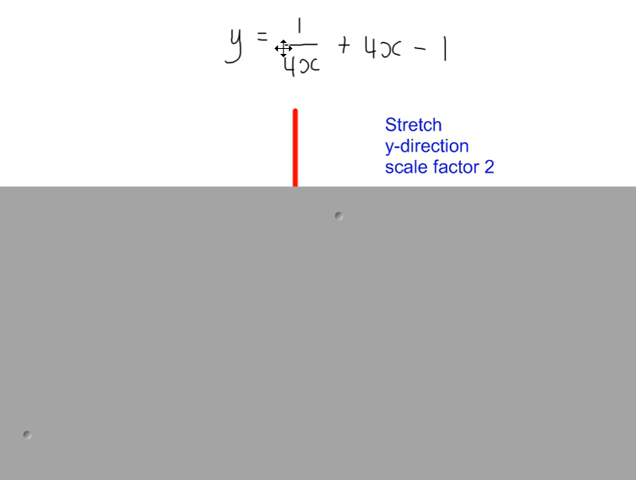 y = 1/4x + 4x - 1
Stretch
y-direction
scale factor 2